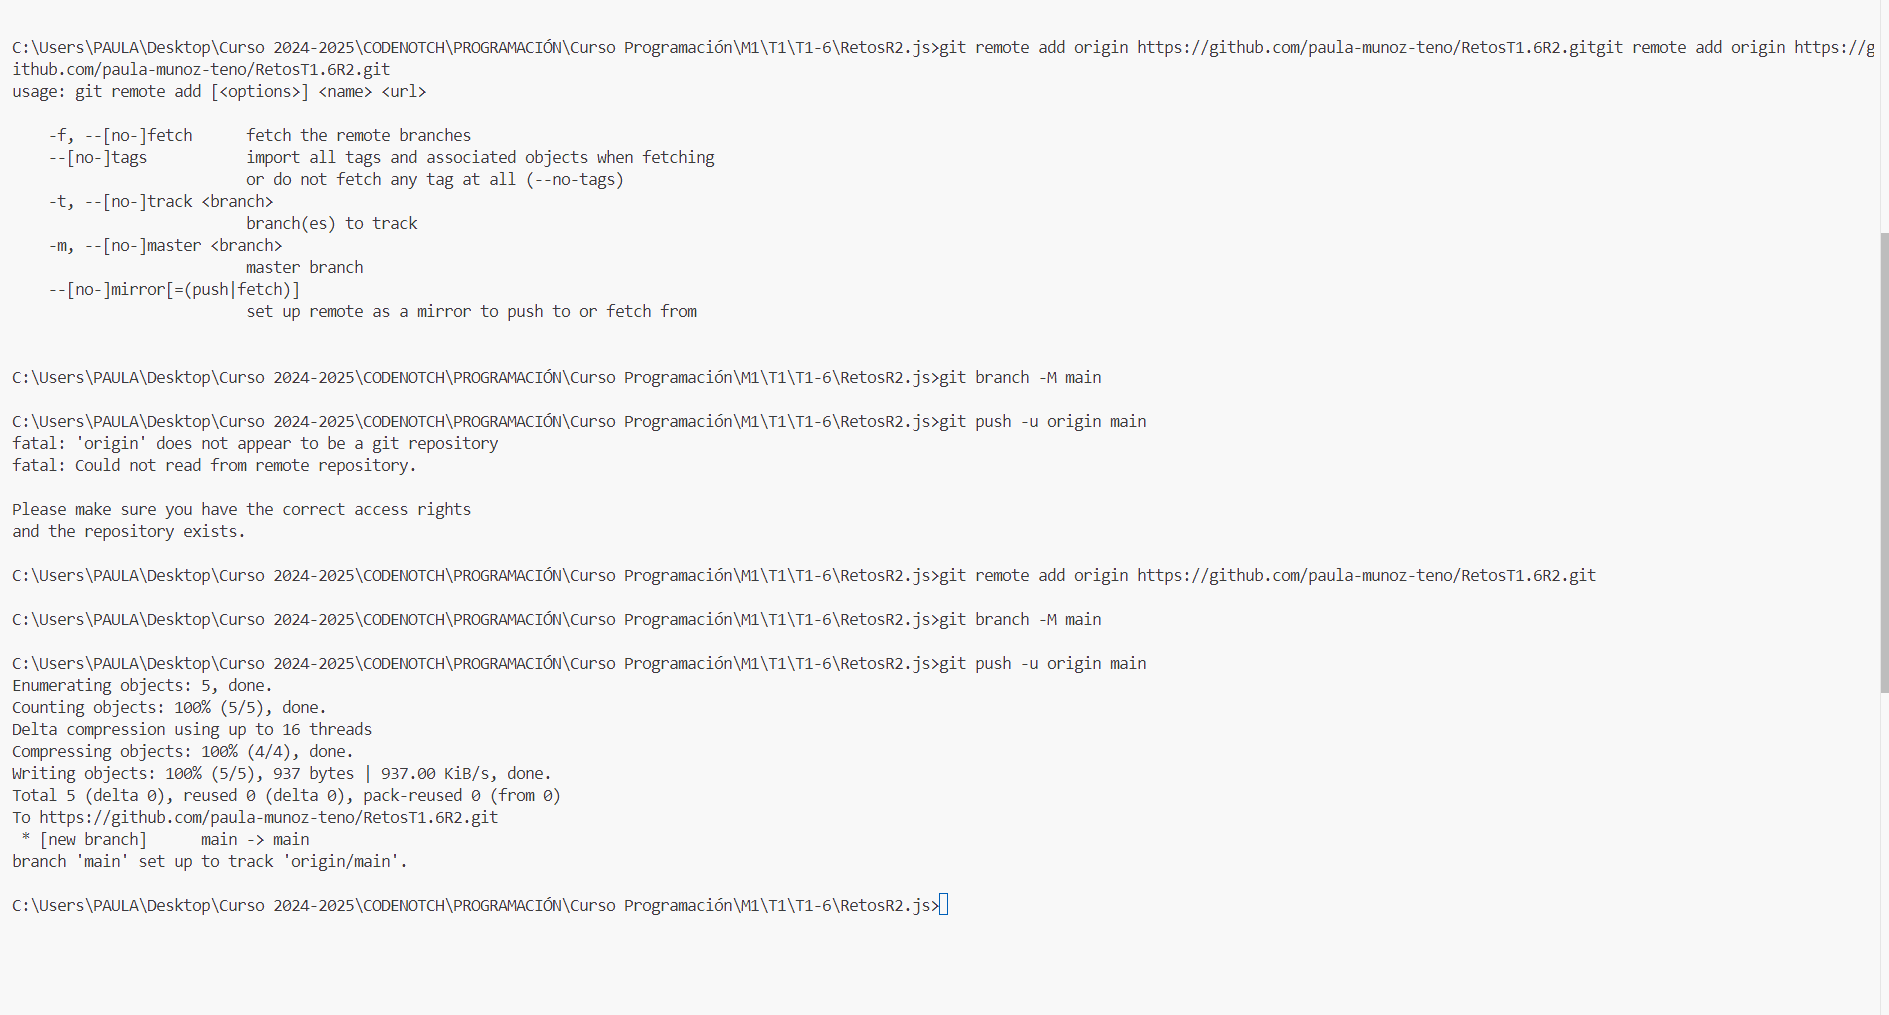 C:\Users\PAULA\Desktop\Curso 2024-2025\CODENOTCH\PROGRAMACIÓN\Curso Programación\M1\T1\T1-6\RetosR2.js>git remote add origin https://github.com/paula-munoz-teno/RetosT1.6R2.gitgit remote add origin https://g
ithub.com/paula-munoz-teno/RetosT1.6R2.git
usage: git remote add [<options>] <name> <url>
-f, --[no-]fetch      fetch the remote branches
--[no-]tags           import all tags and associated objects when fetching
or do not fetch any tag at all (--no-tags)
-t, --[no-]track <branch>
branch(es) to track
-m, --[no-]master <branch>
master branch
--[no-]mirror[=(push|fetch)]
set up remote as a mirror to push to or fetch from
C:\Users\PAULA\Desktop\Curso 2024-2025\CODENOTCH\PROGRAMACIÓN\Curso Programación\M1\T1\T1-6\RetosR2.js>git branch -M main
C:\Users\PAULA\Desktop\Curso 2024-2025\CODENOTCH\PROGRAMACIÓN\Curso Programación\M1\T1\T1-6\RetosR2.js>git push -u origin main
fatal: 'origin' does not appear to be a git repository
fatal: Could not read from remote repository.
Please make sure you have the correct access rights
and the repository exists.
C:\Users\PAULA\Desktop\Curso 2024-2025\CODENOTCH\PROGRAMACIÓN\Curso Programación\M1\T1\T1-6\RetosR2.js>git remote add origin https://github.com/paula-munoz-teno/RetosT1.6R2.git
C:\Users\PAULA\Desktop\Curso 2024-2025\CODENOTCH\PROGRAMACIÓN\Curso Programación\M1\T1\T1-6\RetosR2.js>git branch -M main
C:\Users\PAULA\Desktop\Curso 2024-2025\CODENOTCH\PROGRAMACIÓN\Curso Programación\M1\T1\T1-6\RetosR2.js>git push -u origin main
Enumerating objects: 5, done.
Counting objects: 100% (5/5), done.
Delta compression using up to 16 threads
Compressing objects: 100% (4/4), done.
Writing objects: 100% (5/5), 937 bytes | 937.00 KiB/s, done.
Total 5 (delta 0), reused 0 (delta 0), pack-reused 0 (from 0)
To https://github.com/paula-munoz-teno/RetosT1.6R2.git
* [new branch]      main -> main
branch 'main' set up to track 'origin/main'.
C:\Users\PAULA\Desktop\Curso 2024-2025\CODENOTCH\PROGRAMACIÓN\Curso Programación\M1\T1\T1-6\RetosR2.js>